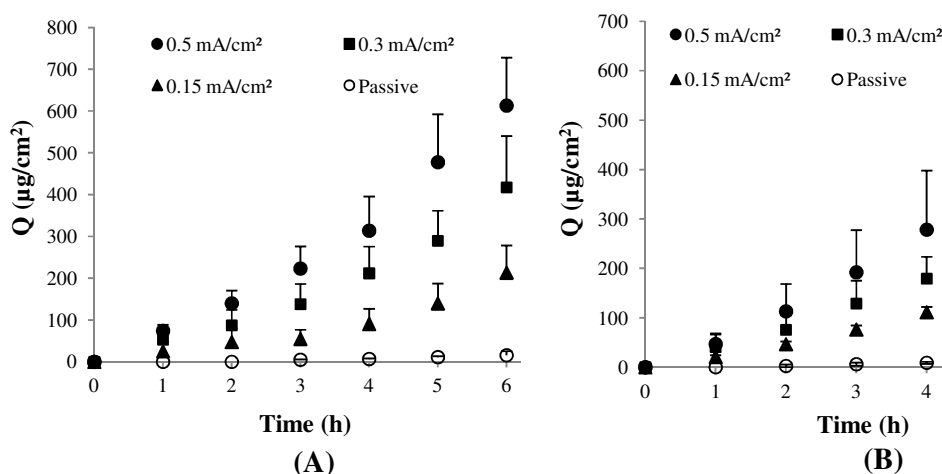 800
700
600
500
400
300
200
100
0
Q (µg/cm²)
0.5 mA/cm² 0.3 mA/cm²
0.15 mA/cm² Passive
0 1 2 3 4 5 6
Time (h)
(A)
700
600
500
400
300
200
100
0
Q (µg/cm²)
0.5 mA/cm² 0.3 mA/cm²
0.15 mA/cm² Passive
0 1 2 3 4
Time (h)
(B)